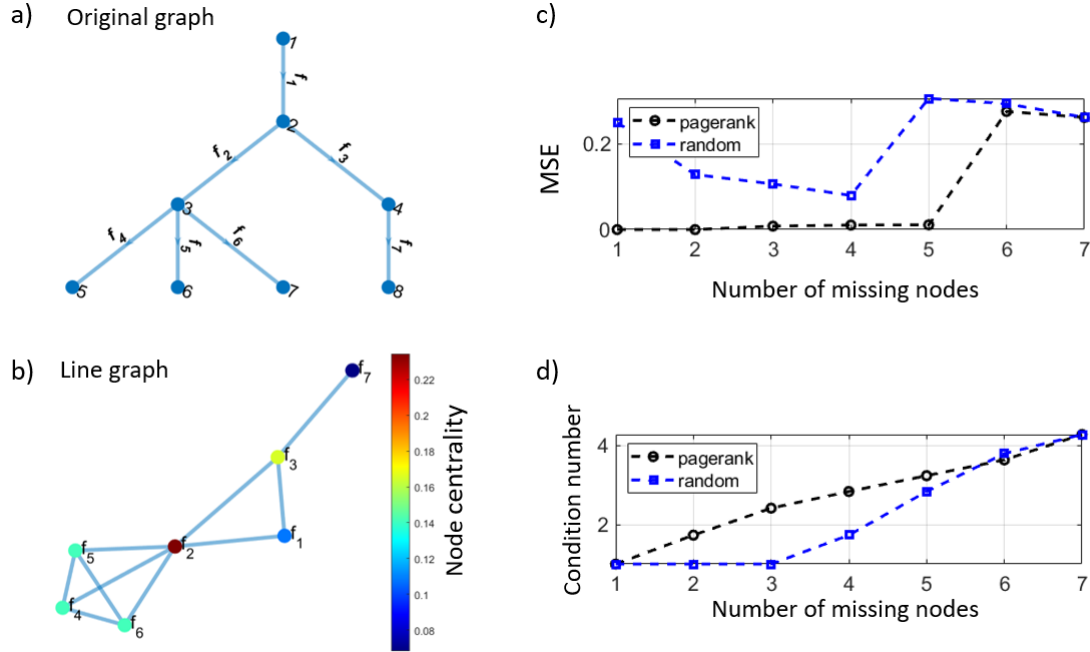 a) Original graph
1
f1
2
f2
f3
3
4
f4
f5
f6
f7
5
6
7
8
b) Line graph
f7
f3
f1
f2
f5
f4
f6
0.22
0.2
0.18
0.16
0.14
0.12
0.1
0.08
Node centrality
c)
MSE
0.2
0
pagerank
random
1 2 3 4 5 6 7
Number of missing nodes
d)
Condition number
4
2
pagerank
random
1 2 3 4 5 6 7
Number of missing nodes